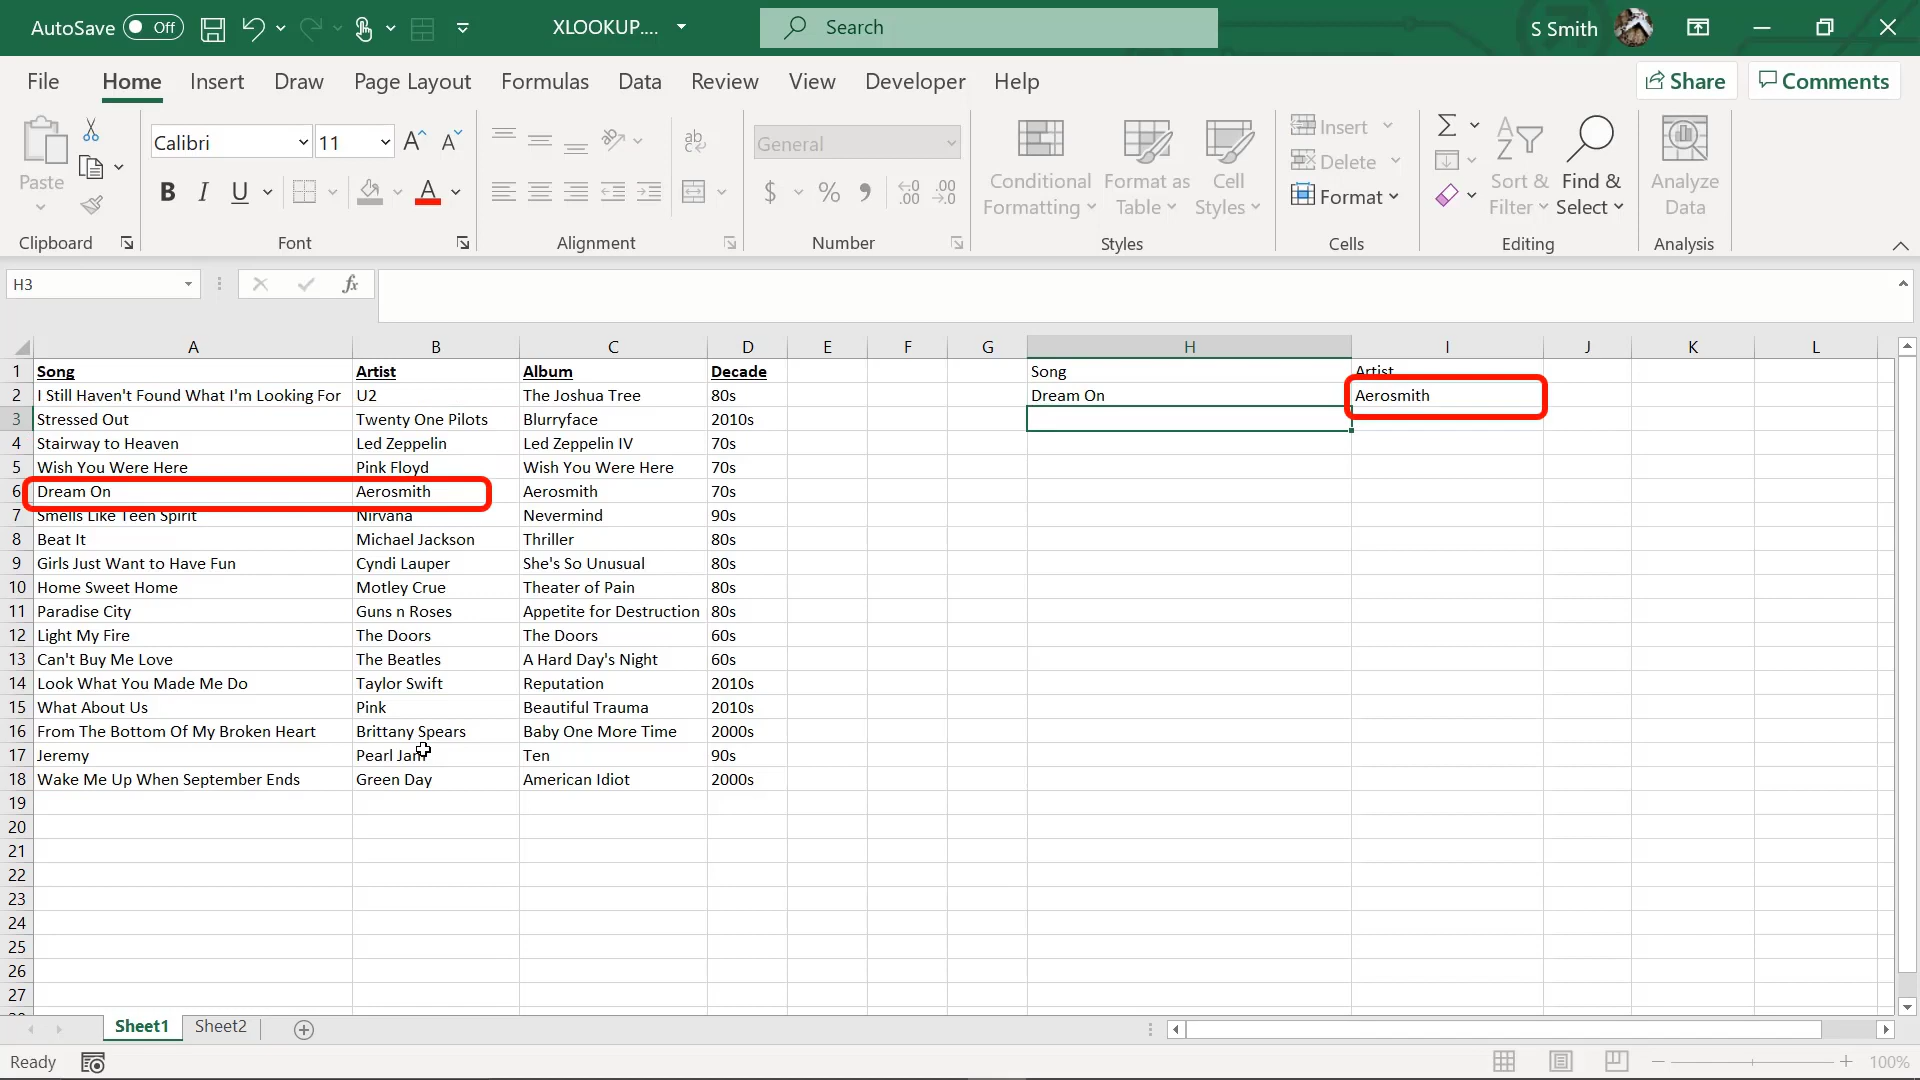 AutoSave Off XLOOKUP.... Search S Smith
File Home Insert Draw Page Layout Formulas Data Review View Developer Help Share Comments
Paste Calibri 11 A A ab c General Insert
B I U A $ % 9 .00 .00 Conditional Formatting Format as Table Cell Styles Delete Sort & Filter Find & Select Analyze Data
Format
Clipboard Font Alignment Number Styles Cells Editing Analysis
H3 fx
A B C D E F G H I J K L
1 Song Artist Album Decade Song Artist
2 I Still Haven't Found What I'm Looking For U2 The Joshua Tree 80s Dream On Aerosmith
3 Stressed Out Twenty One Pilots Blurryface 2010s
4 Stairway to Heaven Led Zeppelin Led Zeppelin IV 70s
5 Wish You Were Here Pink Floyd Wish You Were Here 70s
6 Dream On Aerosmith Aerosmith 70s
7 Smells Like Teen Spirit Nirvana Nevermind 90s
8 Beat It Michael Jackson Thriller 80s
9 Girls Just Want to Have Fun Cyndi Lauper She's So Unusual 80s
10 Home Sweet Home Motley Crue Theater of Pain 80s
11 Paradise City Guns n Roses Appetite for Destruction 80s
12 Light My Fire The Doors The Doors 60s
13 Can't Buy Me Love The Beatles A Hard Day's Night 60s
14 Look What You Made Me Do Taylor Swift Reputation 2010s
15 What About Us Pink Beautiful Trauma 2010s
16 From The Bottom Of My Broken Heart Brittany Spears Baby One More Time 2000s
17 Jeremy Pearl Jam Ten 90s
18 Wake Me Up When September Ends Green Day American Idiot 2000s
19
20
21
22
23
24
25
26
27
Sheet1 Sheet2
Ready 100%